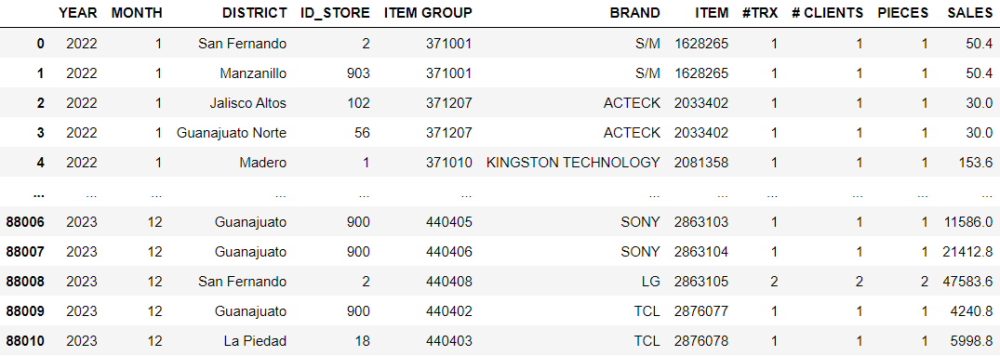 YEAR MONTH DISTRICT ID_STORE ITEM GROUP BRAND ITEM #TRX # CLIENTS PIECES SALES
0 2022 1 San Fernando 2 371001 S/M 1628265 1 1 1 50.4
1 2022 1 Manzanillo 903 371001 S/M 1628265 1 1 1 50.4
2 2022 1 Jalisco Altos 102 371207 ACTECK 2033402 1 1 1 30.0
3 2022 1 Guanajuato Norte 56 371207 ACTECK 2033402 1 1 1 30.0
4 2022 1 Madero 1 371010 KINGSTON TECHNOLOGY 2081358 1 1 1 153.6
... ... ... ... ... ... ... ... ... ... ... ...
88006 2023 12 Guanajuato 900 440405 SONY 2863103 1 1 1 11586.0
88007 2023 12 Guanajuato 900 440406 SONY 2863104 1 1 1 21412.8
88008 2023 12 San Fernando 2 440408 LG 2863105 2 2 2 47583.6
88009 2023 12 Guanajuato 900 440402 TCL 2876077 1 1 1 4240.8
88010 2023 12 La Piedad 18 440403 TCL 2876078 1 1 1 5998.8